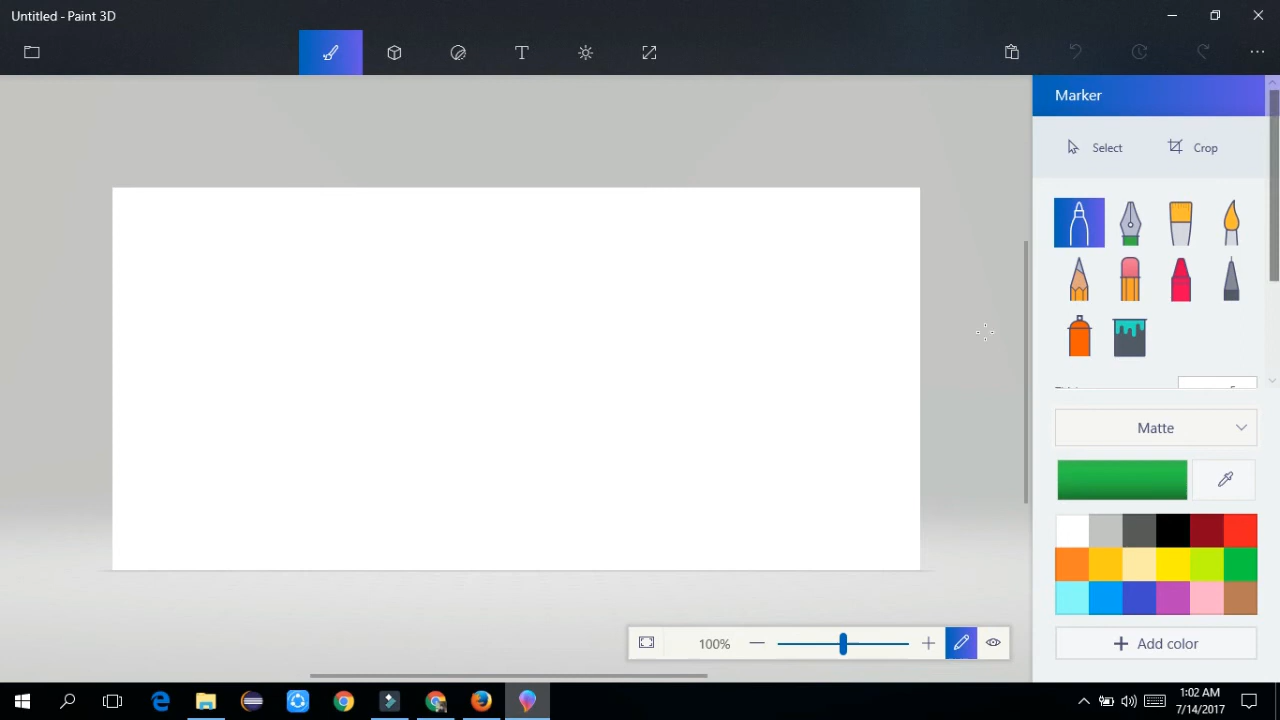 Untitled - Paint 3D
Marker
Select
Crop
Matte
Add color
100%
1:02 AM
7/14/2017